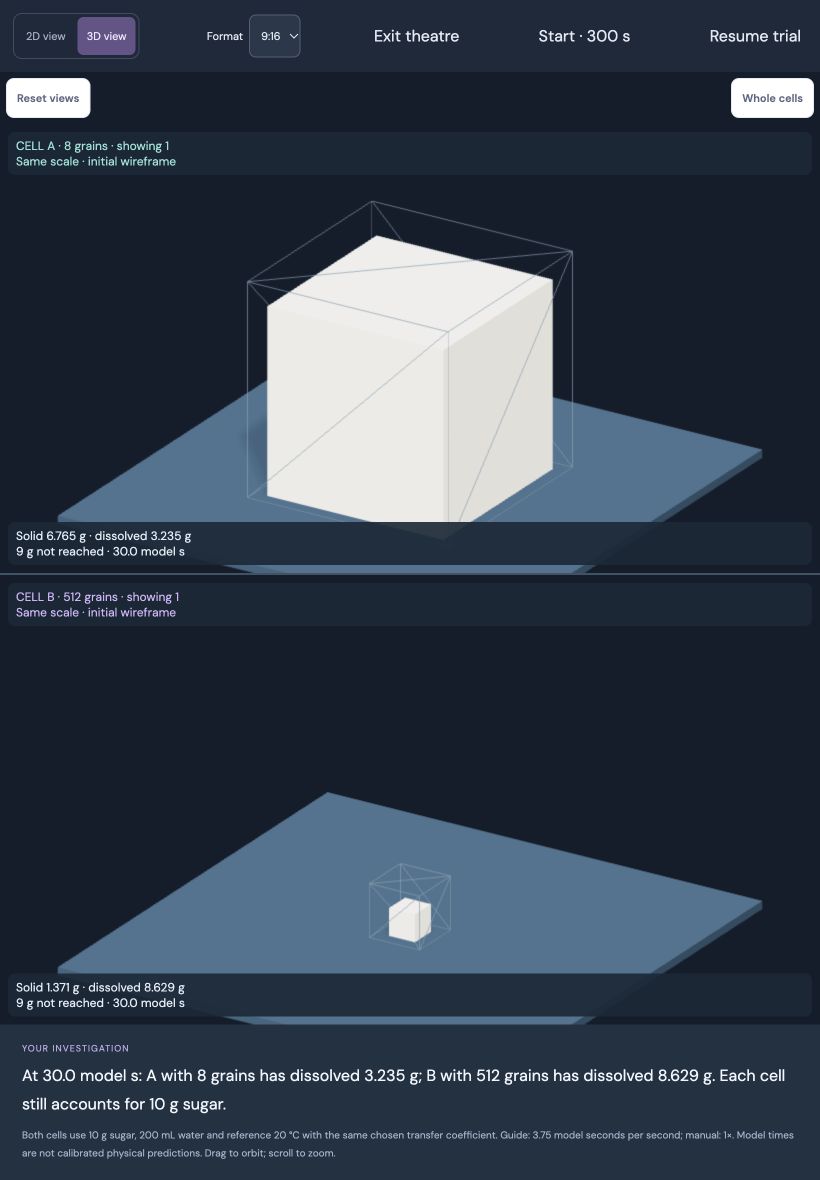 2D view
3D view
Format
9:16
Exit theatre
Start · 300 s
Resume trial
Reset views
Whole cells
CELL A · 8 grains · showing 1
Same scale · initial wireframe
Solid 6.765 g · dissolved 3.235 g
9 g not reached · 30.0 model s
CELL B · 512 grains · showing 1
Same scale · initial wireframe
Solid 1.371 g · dissolved 8.629 g
9 g not reached · 30.0 model s
YOUR INVESTIGATION
At 30.0 model s: A with 8 grains has dissolved 3.235 g; B with 512 grains has dissolved 8.629 g. Each cell
still accounts for 10 g sugar.
Both cells use 10 g sugar, 200 mL water and reference 20 °C with the same chosen transfer coefficient. Guide: 3.75 model seconds per second; manual: 1×. Model times
are not calibrated physical predictions. Drag to orbit; scroll to zoom.